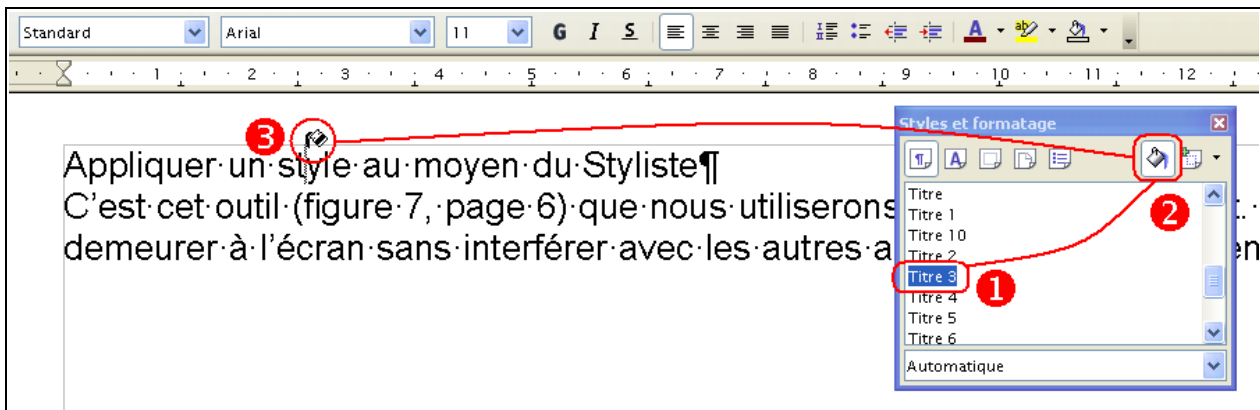 Standard Arial 11 G I S A
1 2 3 4 5 6 7 8 9 10 11 12
3
Styles et formatage
Appliquer·un·style·au·moyen·du·Styliste¶
C’est·cet·outil·(figure·7,·page·6)·que·nous·utiliserons
demeurer·à·l’écran·sans·interférer·avec·les·autres·a
Titre
Titre 1
Titre 10
Titre 2
Titre 3
Titre 4
Titre 5
Titre 6
Automatique
2
1